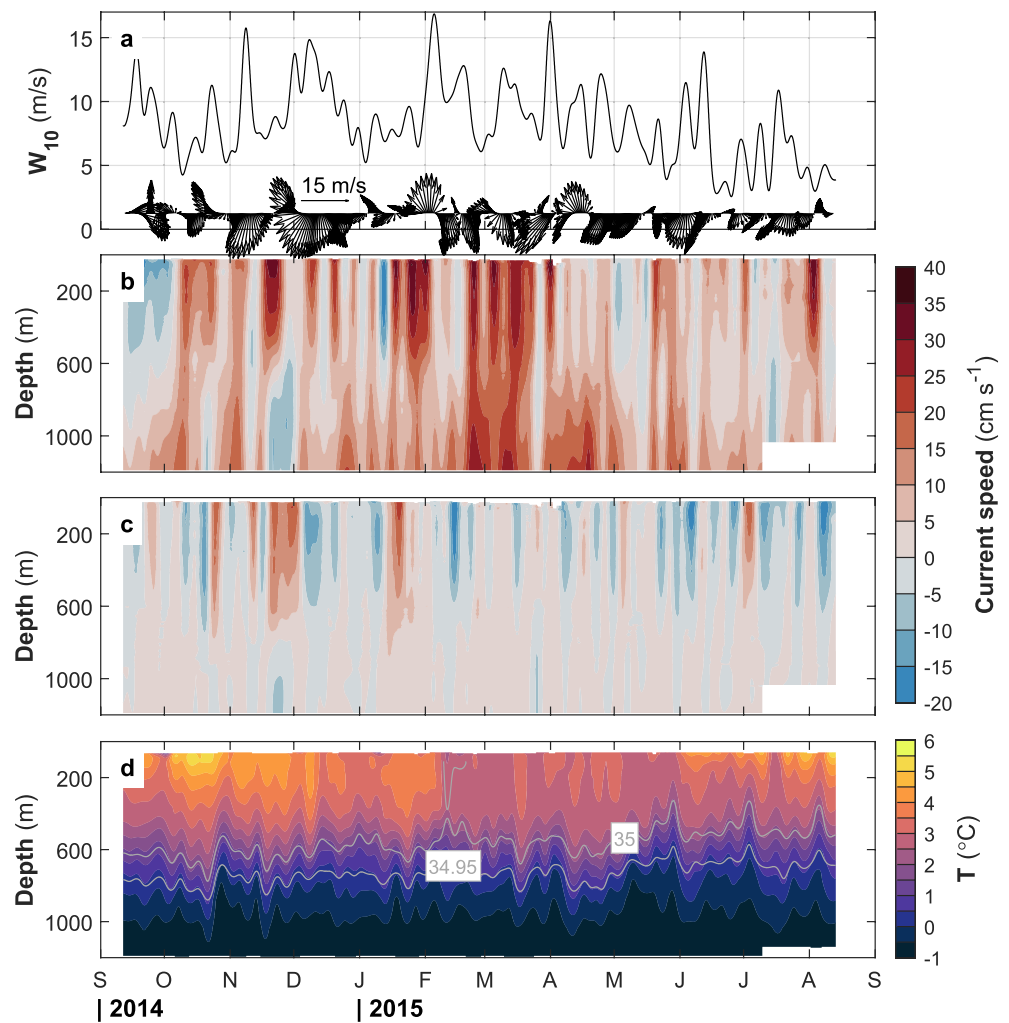 a
15
10
5
0
W10 (m/s)
15 m/s
b
200
600
1000
Depth (m)
c
200
600
1000
Depth (m)
40
35
30
25
20
15
10
5
0
-5
-10
-15
-20
Current speed (cm s-1)
d
200
600
1000
Depth (m)
35
34.95
6
5
4
3
2
1
0
-1
T (°C)
S O N D J F M A M J J A S
| 2014 | 2015